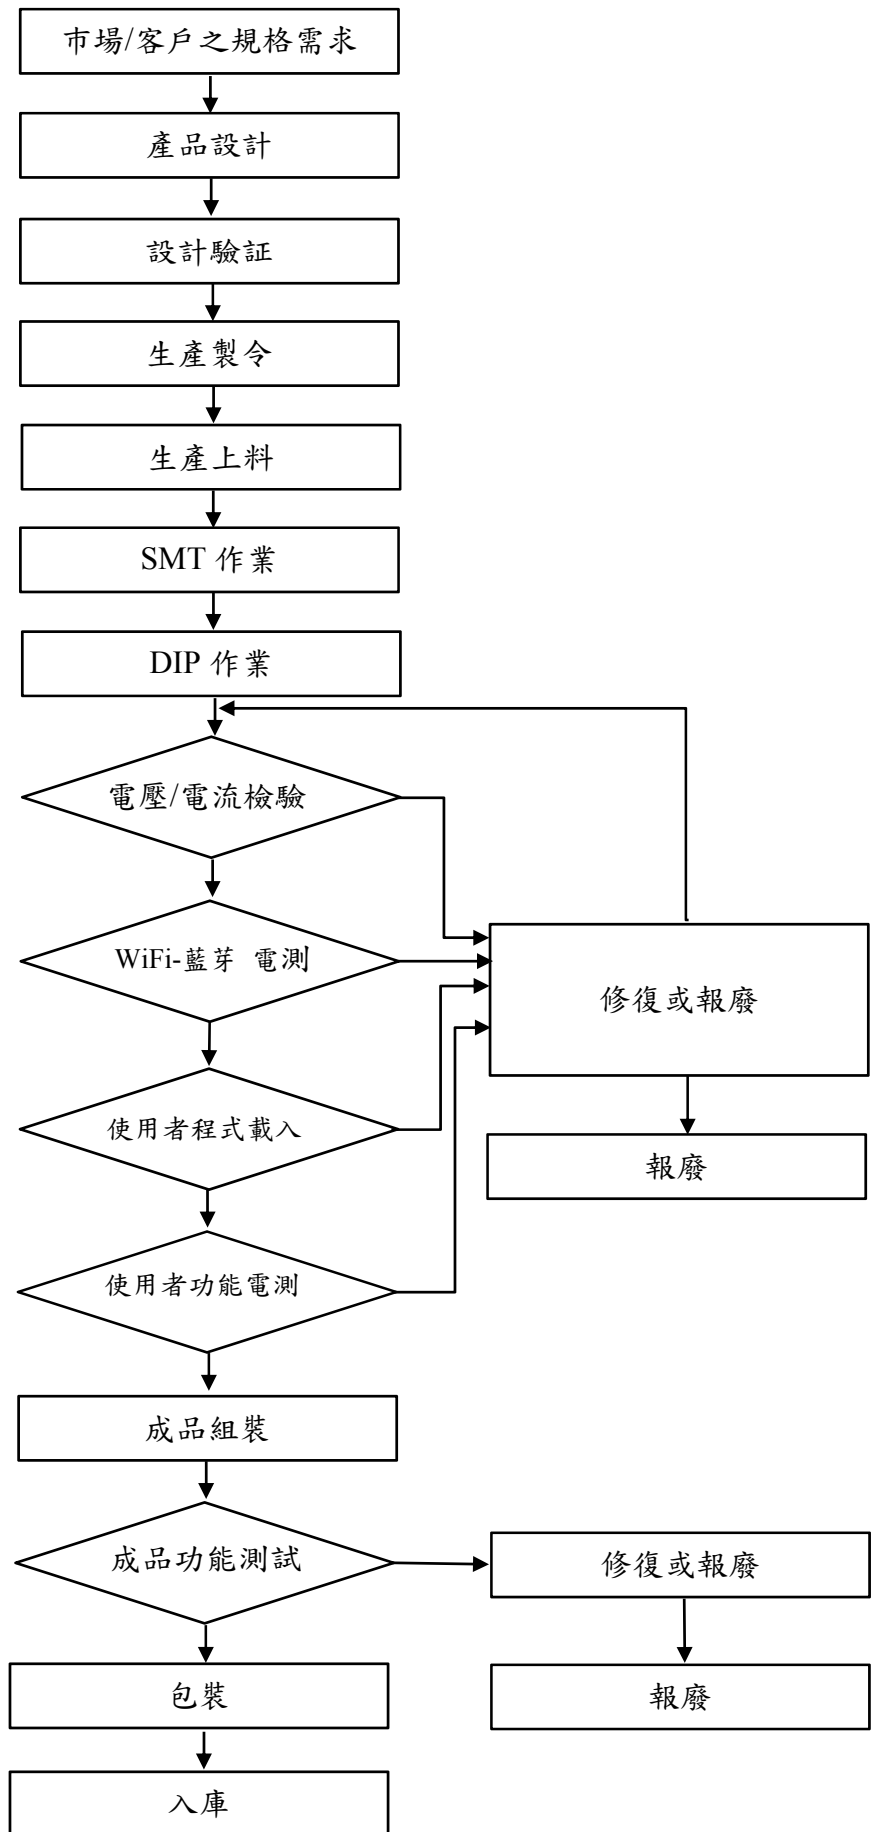 市場/客戶之規格需求
產品設計
設計驗証
生產製令
生產上料
SMT 作業
DIP 作業
電壓/電流檢驗
WiFi-藍芽 電測
修復或報廢
使用者程式載入
報廢
使用者功能電測
成品組裝
成品功能測試
修復或報廢
包裝
報廢
入庫